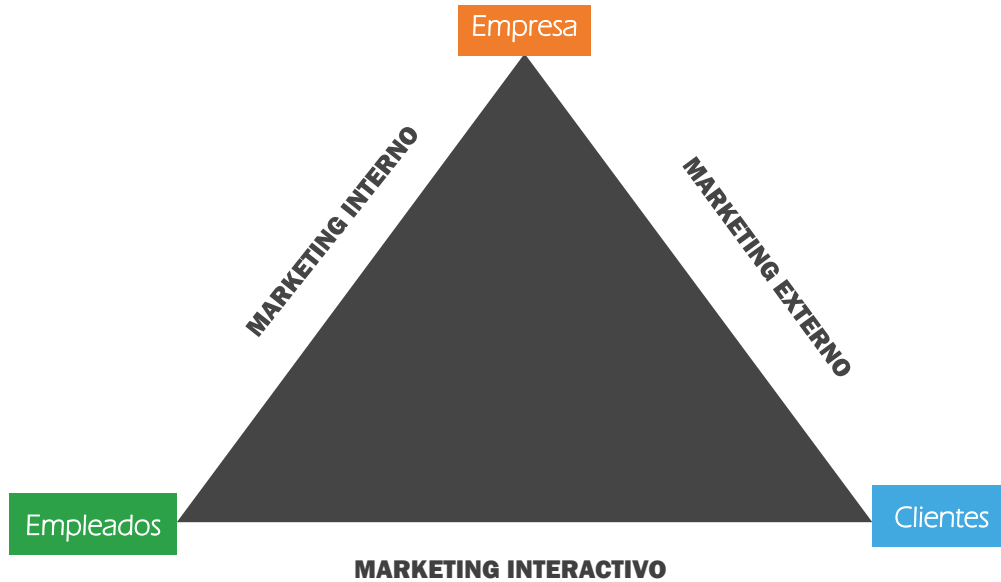 Empresa
MARKETING INTERNO
MARKETING EXTERNO
Empleados
Clientes
MARKETING INTERACTIVO